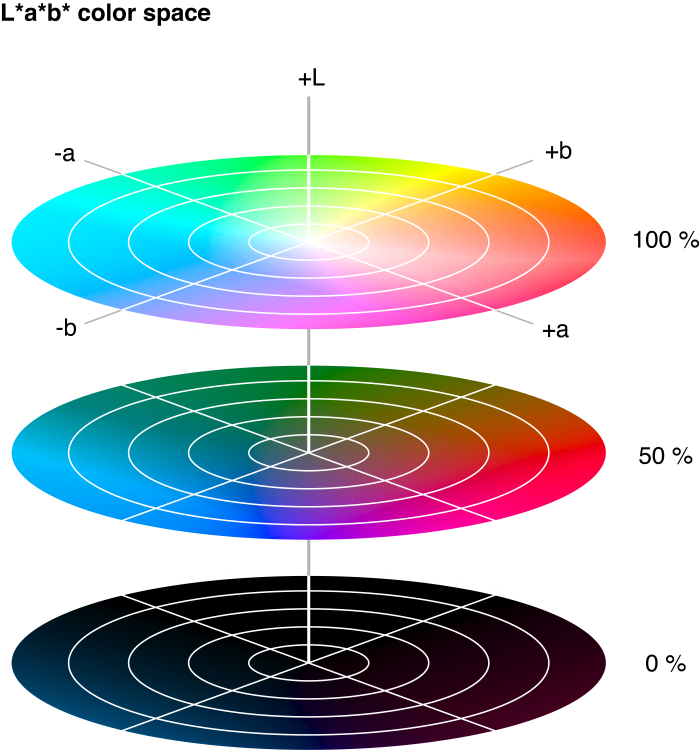 L*a*b* color space
+L
-a
+b
100 %
-b
+a
50 %
0 %